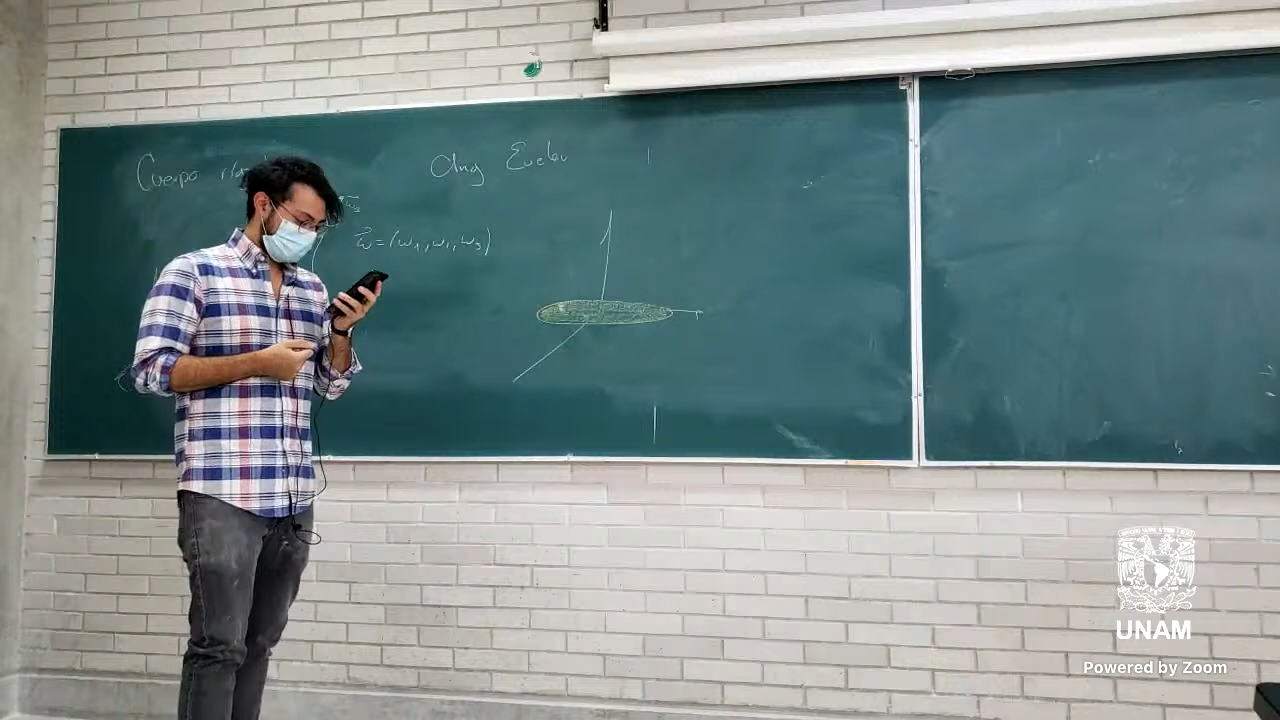 Cuerpo
Ang Euler
ω⃗ = (ω₁, ω₁, ω₃)
UNAM
Powered by Zoom